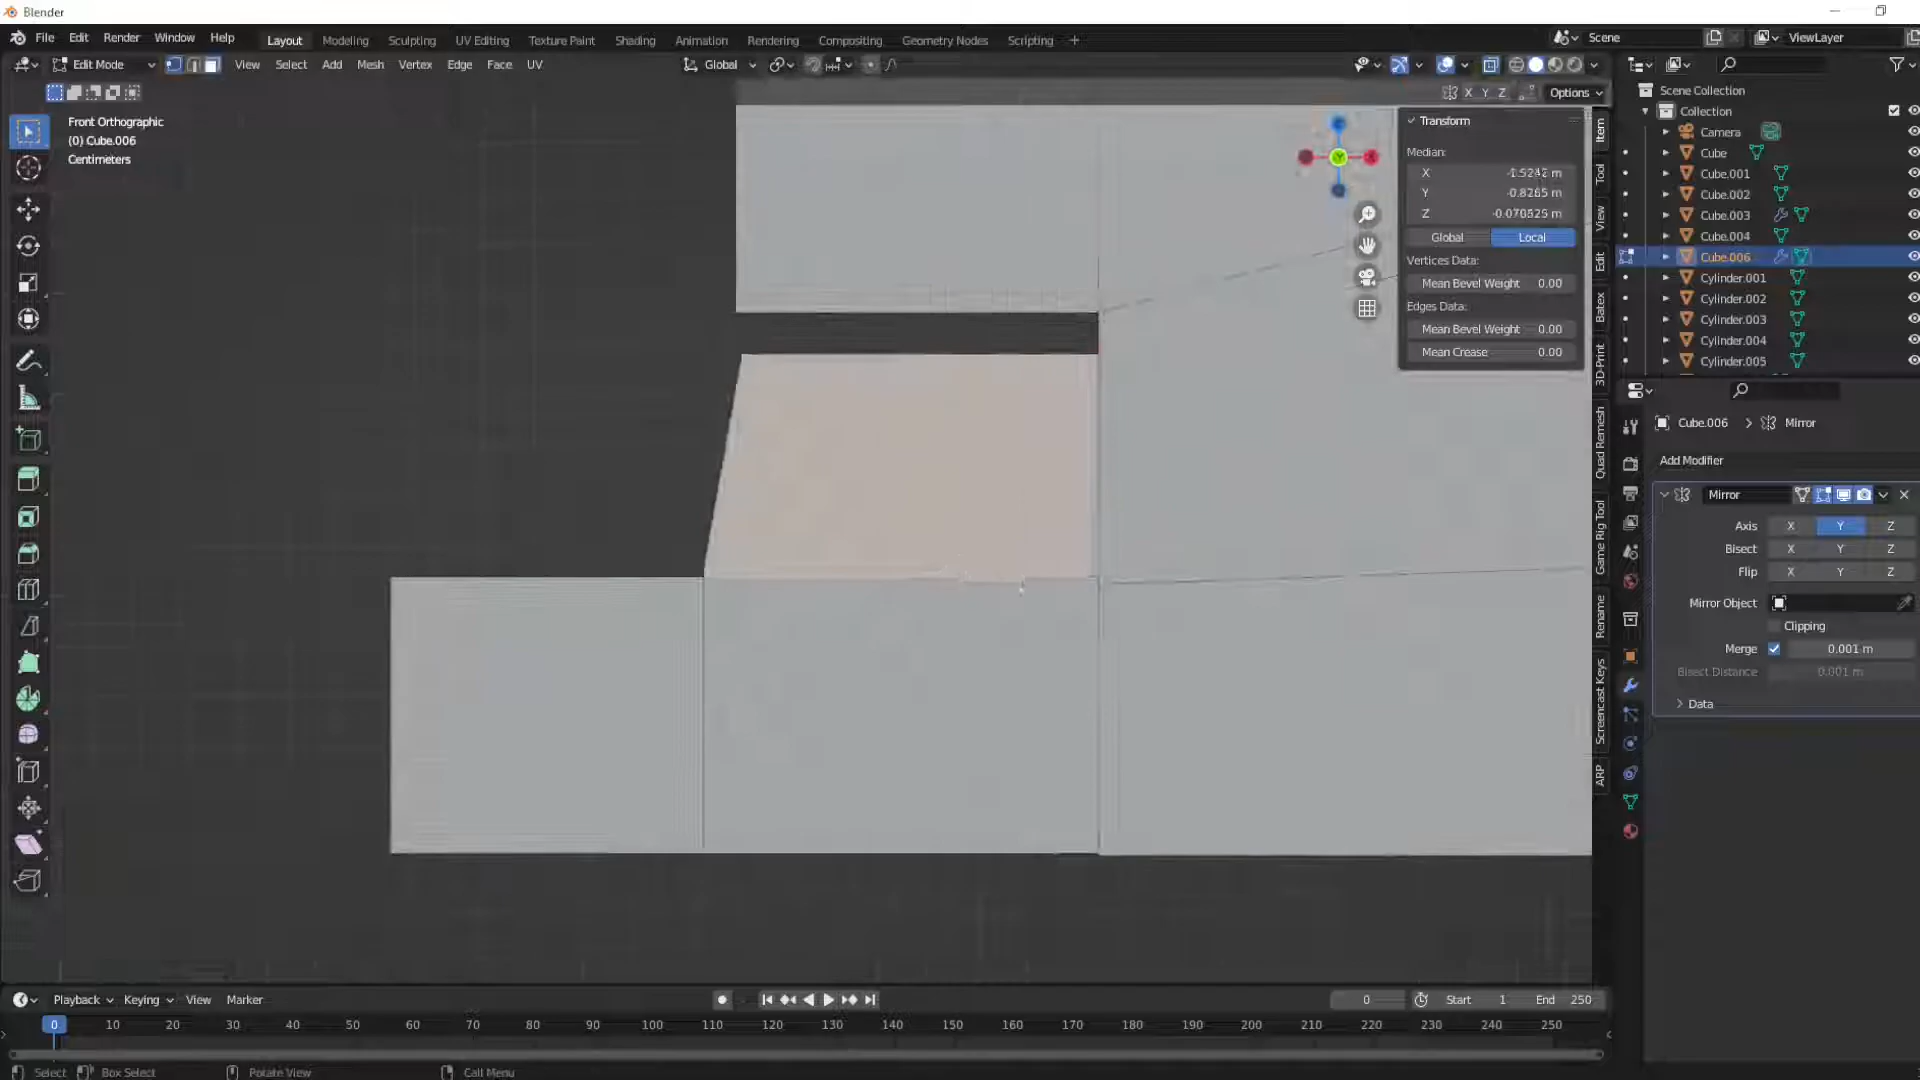 Blender
File Edit Render Window Help
Layout Modeling Sculpting UV Editing Texture Paint Shading Animation Rendering Compositing Geometry Nodes Scripting +
Scene
ViewLayer
Edit Mode
View Select Add Mesh Vertex Edge Face UV
Global
X Y Z
Options
Front Orthographic
(0) Cube.006
Centimeters
Transform
Median:
X -1.5242 m
Y -0.8265 m
Z -0.070525 m
Global Local
Vertices Data:
Mean Bevel Weight 0.00
Edges Data:
Mean Bevel Weight 0.00
Mean Crease 0.00
Item
Tool
View
Edit
Batex
3D-Print
Quad Remesh
Game Rig Tool
Rename
Screencast Keys
ARP
Scene Collection
Collection
Camera
Cube
Cube.001
Cube.002
Cube.003
Cube.004
Cube.006
Cylinder.001
Cylinder.002
Cylinder.003
Cylinder.004
Cylinder.005
Cube.006 > Mirror
Add Modifier
Mirror
Axis X Y Z
Bisect X Y Z
Flip X Y Z
Mirror Object
Clipping
Merge 0.001 m
Bisect Distance 0.001 m
Data
Playback Keying View Marker
0
Start 1
End 250
0 10 20 30 40 50 60 70 80 90 100 110 120 130 140 150 160 170 180 190 200 210 220 230 240 250
Select Box Select Rotate View Call Menu